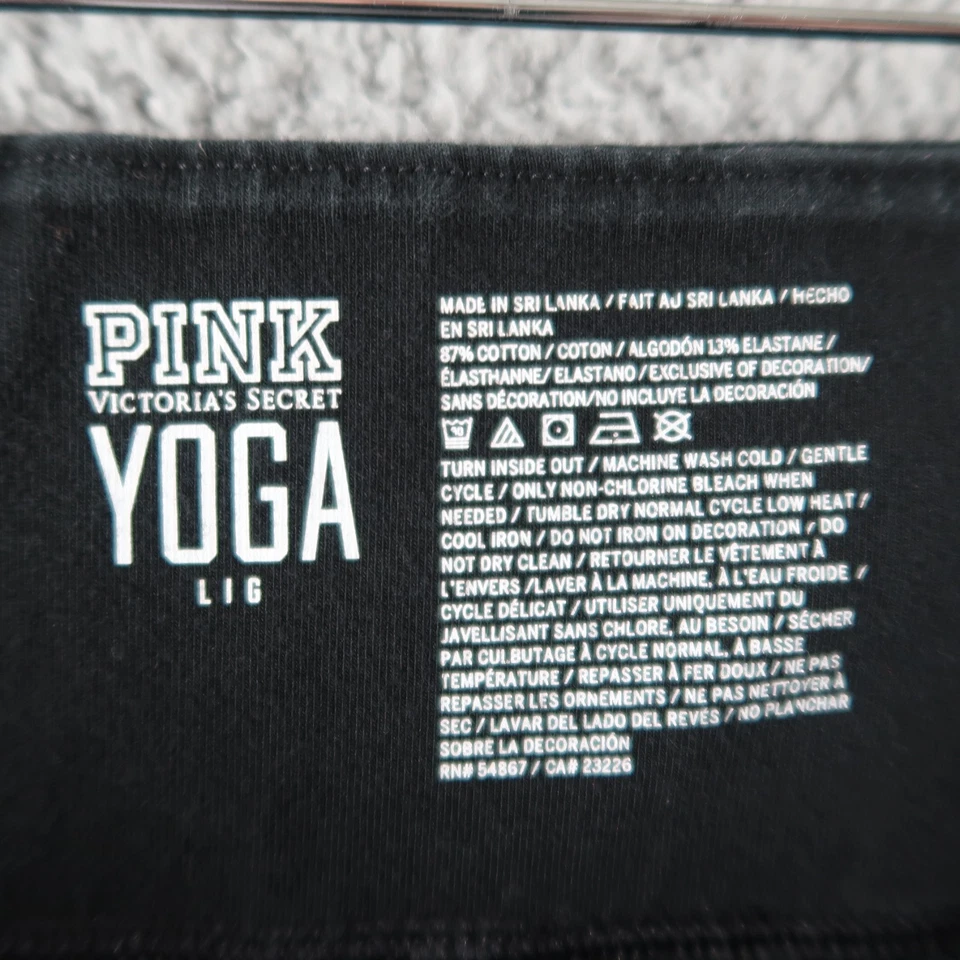 PINK
VICTORIA'S SECRET
YOGA
L I G
MADE IN SRI LANKA / FAIT AU SRI LANKA / HECHO
EN SRI LANKA
87% COTTON / COTON / ALGODÓN 13% ELASTANE /
ÉLASTHANNE/ ELASTANO / EXCLUSIVE OF DECORATION/
SANS DÉCORATION/NO INCLUYE LA DECORACIÓN
30
TURN INSIDE OUT / MACHINE WASH COLD / GENTLE
CYCLE / ONLY NON-CHLORINE BLEACH WHEN
NEEDED / TUMBLE DRY NORMAL CYCLE LOW HEAT /
COOL IRON / DO NOT IRON ON DECORATION / DO
NOT DRY CLEAN / RETOURNER LE VÊTEMENT À
L'ENVERS /LAVER À LA MACHINE, À L'EAU FROIDE /
CYCLE DÉLICAT / UTILISER UNIQUEMENT DU
JAVELLISANT SANS CHLORE, AU BESOIN / SÉCHER
PAR CULBUTAGE À CYCLE NORMAL, À BASSE
TEMPÉRATURE / REPASSER À FER DOUX / NE PAS
REPASSER LES ORNEMENTS / NE PAS NETTOYER À
SEC / LAVAR DEL LADO DEL REVÉS / NO PLANCHAR
SOBRE LA DECORACIÓN
RN# 54867 / CA# 23226